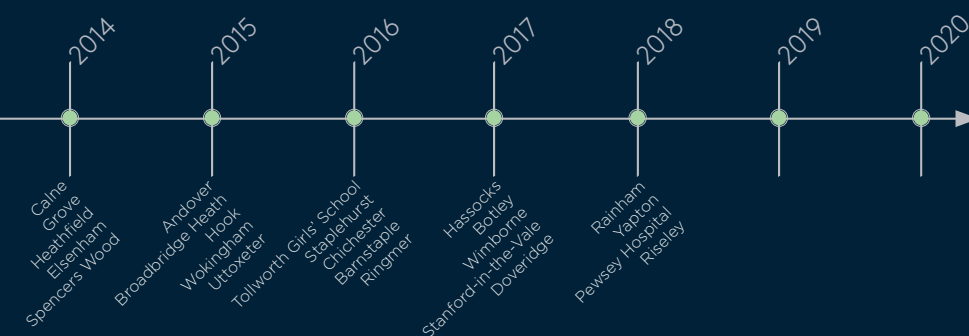 2014
2015
2016
2017
2018
2019
2020
Calne
Grove
Heathfield
Elsenham
Spencers Wood
Andover
Broadbridge Heath
Hook
Wokingham
Uttoxeter
Tollworth Girls' School
Staplehurst
Chichester
Barnstaple
Ringmer
Hassocks
Botley
Wimborne
Stanford-in-the-Vale
Doveridge
Rainham
Yapton
Pewsey Hospital
Riseley